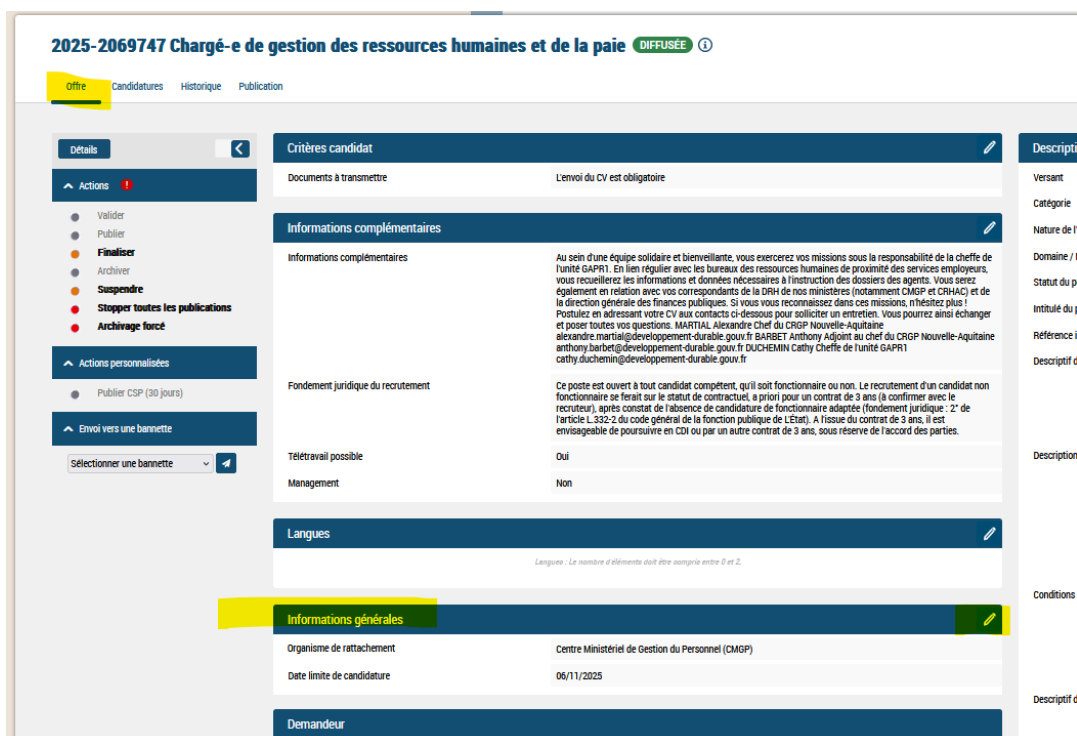 2025-2069747 Chargé-e de gestion des ressources humaines et de la paie DIFFUSÉE
Offre Candidatures Historique Publication
Détails
Actions !
Valider
Publier
Finaliser
Archiver
Suspendre
Stopper toutes les publications
Archivage forcé
Actions personnalisées
Publier CSP (30 jours)
Envoi vers une bannette
Sélectionner une bannette
Critères candidat
Documents à transmettre L'envoi du CV est obligatoire
Informations complémentaires
Informations complémentaires Au sein d'une équipe solidaire et bienveillante, vous exercerez vos missions sous la responsabilité de la cheffe de
l'unité GAPR1. En lien régulier avec les bureaux des ressources humaines de proximité des services employeurs,
vous recueillerez les informations et données nécessaires à l'instruction des dossiers des agents. Vous serez
également en relation avec vos correspondants de la DRH de nos ministères (notamment CMGP et CRHAC) et de
la direction générale des finances publiques. Si vous vous reconnaissez dans ces missions, n'hésitez plus !
Postulez en adressant votre CV aux contacts ci-dessous pour solliciter un entretien. Vous pourrez ainsi échanger
et poser toutes vos questions. MARTIAL Alexandre Chef du CRGP Nouvelle-Aquitaine
alexandre.martial@developpement-durable.gouv.fr BARBET Anthony Adjoint au chef du CRGP Nouvelle-Aquitaine
anthony.barbet@developpement-durable.gouv.fr DUCHEMIN Cathy Cheffe de l'unité GAPR1
cathy.duchemin@developpement-durable.gouv.fr
Fondement juridique du recrutement Ce poste est ouvert à tout candidat compétent, qu'il soit fonctionnaire ou non. Le recrutement d'un candidat non
fonctionnaire se ferait sur le statut de contractuel, a priori pour un contrat de 3 ans (à confirmer avec le
recruteur), après constat de l'absence de candidature de fonctionnaire adaptée (fondement juridique : 2° de
l'article L.332-2 du code général de la fonction publique de L'État). A l'issue du contrat de 3 ans, il est
envisageable de poursuivre en CDI ou par un autre contrat de 3 ans, sous réserve de l'accord des parties.
Télétravail possible Oui
Management Non
Langues
Langues : Le nombre d'éléments doit être compris entre 0 et 2.
Informations générales
Organisme de rattachement Centre Ministériel de Gestion du Personnel (CMGP)
Date limite de candidature 06/11/2025
Demandeur
Descripti
Versant
Catégorie
Nature de l'
Domaine /
Statut du p
Intitulé du p
Référence i
Descriptif d
Description
Conditions
Descriptif d